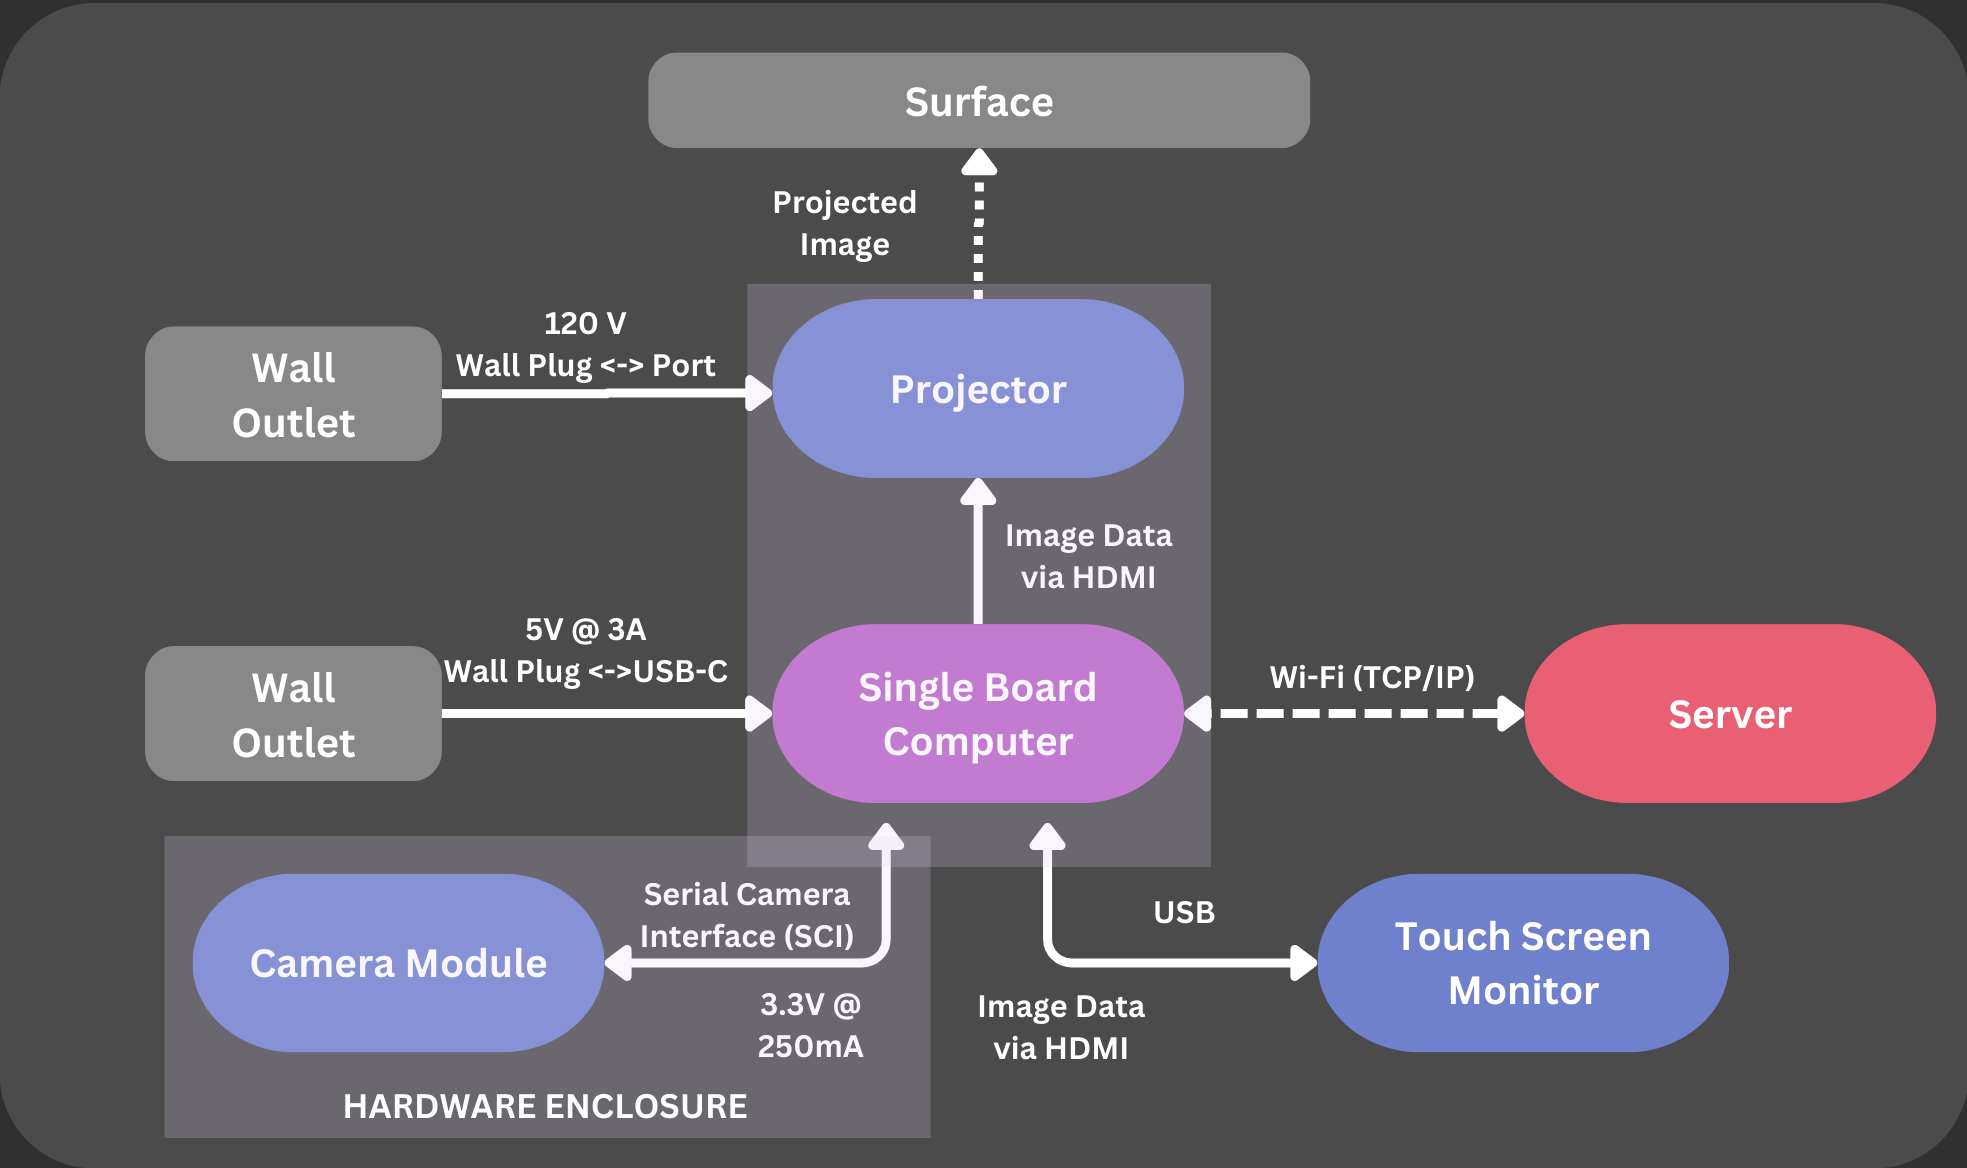 Surface
Projected
Image
120 V
Wall Plug <-> Port
Wall
Outlet
Projector
Image Data
via HDMI
5V @ 3A
Wall Plug <->USB-C
Wall
Outlet
Single Board
Computer
Wi-Fi (TCP/IP)
Server
Serial Camera
Interface (SCI)
Camera Module
3.3V @
250mA
HARDWARE ENCLOSURE
USB
Image Data
via HDMI
Touch Screen
Monitor